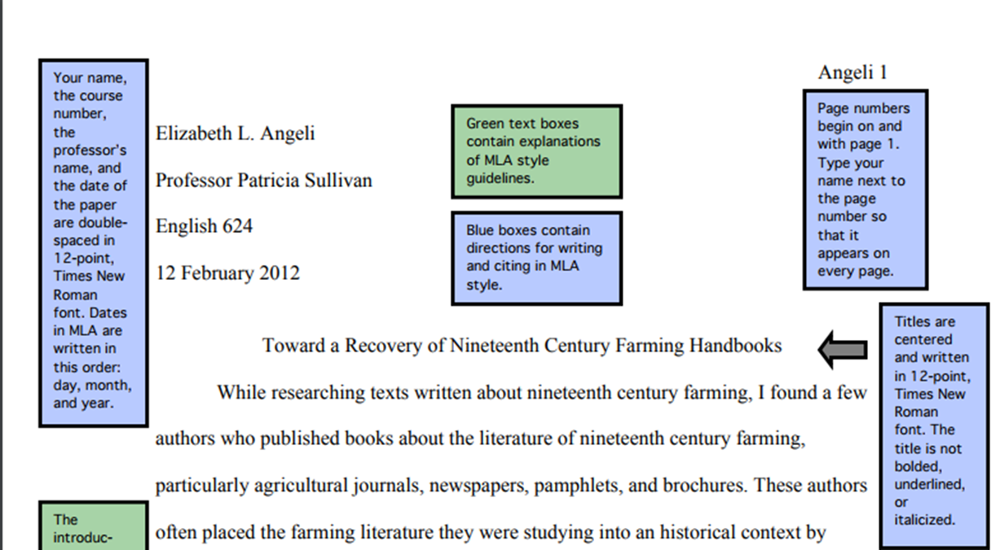 Angeli 1
Your name,
the course
number,
the
professor's
name, and
the date of
the paper
are double-
spaced in
12-point,
Times New
Roman
font. Dates
in MLA are
written in
this order:
day, month,
and year.
Elizabeth L. Angeli
Professor Patricia Sullivan
English 624
12 February 2012
Green text boxes
contain explanations
of MLA style
guidelines.
Blue boxes contain
directions for writing
and citing in MLA
style.
Page numbers
begin on and
with page 1.
Type your
name next to
the page
number so
that it
appears on
every page.
Toward a Recovery of Nineteenth Century Farming Handbooks
Titles are
centered
and written
in 12-point,
Times New
Roman
font. The
title is not
bolded,
underlined,
or
italicized.
While researching texts written about nineteenth century farming, I found a few
authors who published books about the literature of nineteenth century farming,
particularly agricultural journals, newspapers, pamphlets, and brochures. These authors
often placed the farming literature they were studying into an historical context by
The
introduc-